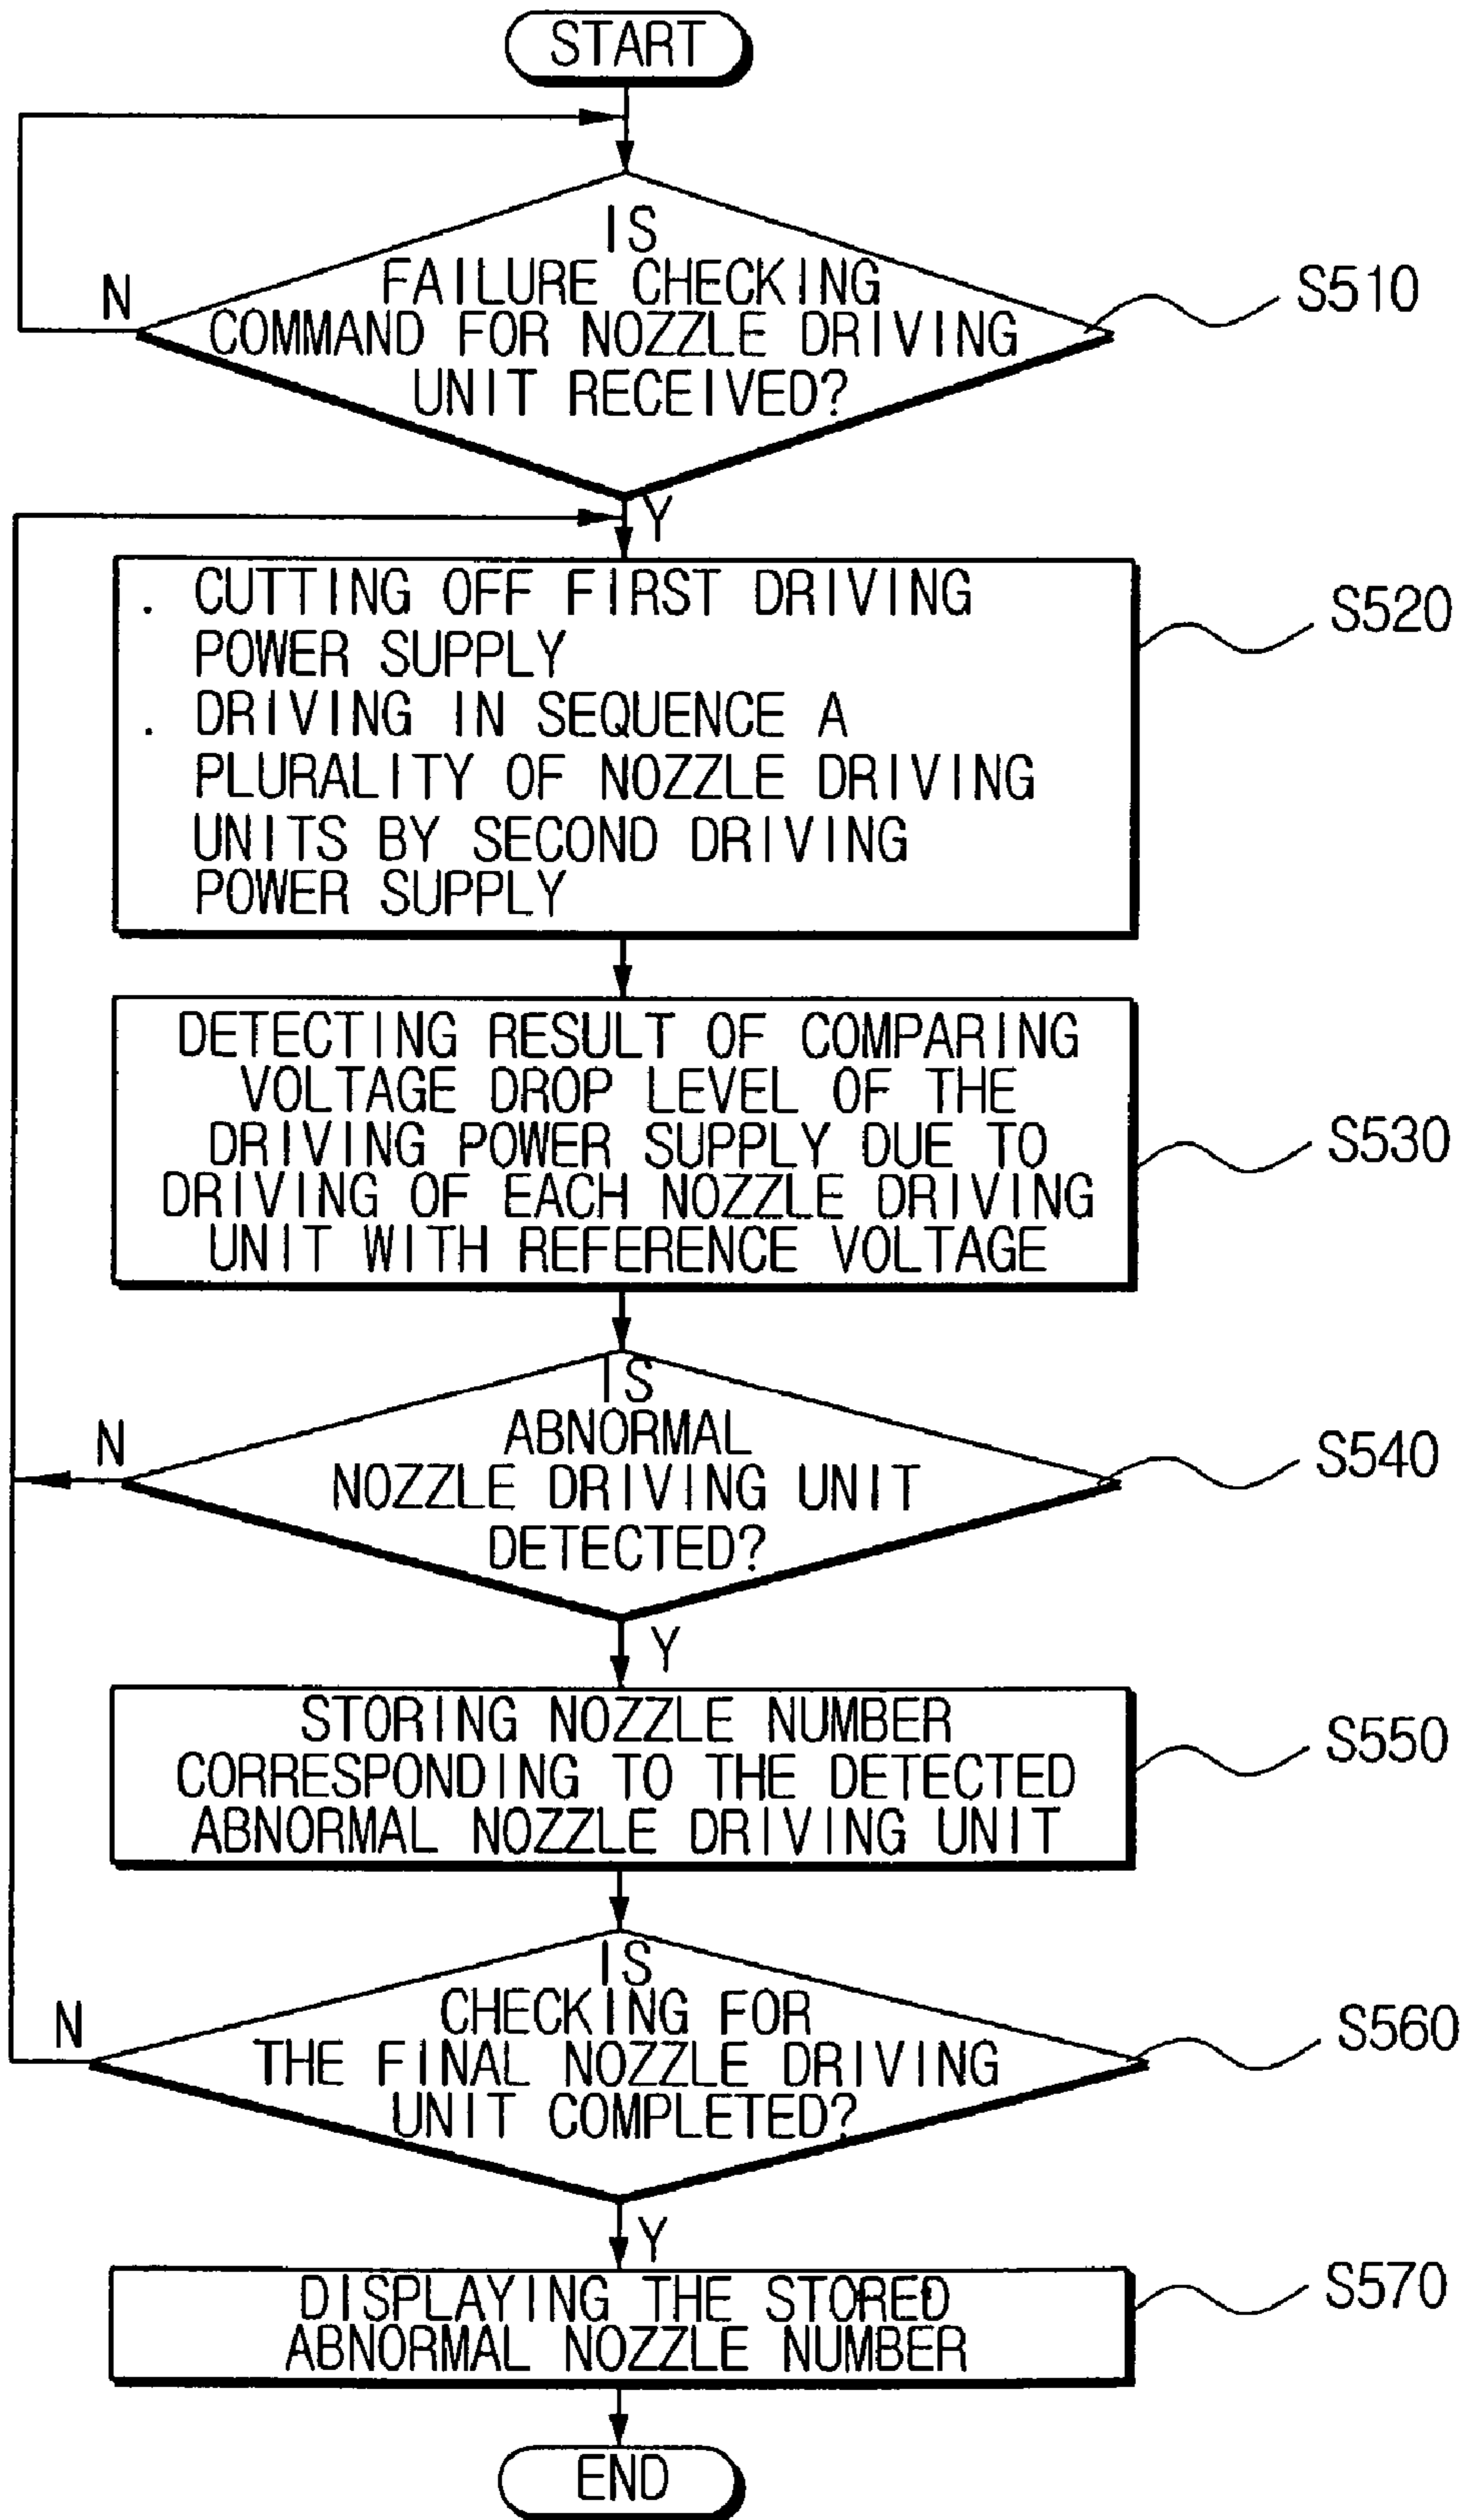 START
IS
FAILURE CHECKING
COMMAND FOR NOZZLE DRIVING
UNIT RECEIVED?
N
S510
Y
. CUTTING OFF FIRST DRIVING
POWER SUPPLY
. DRIVING IN SEQUENCE A
PLURALITY OF NOZZLE DRIVING
UNITS BY SECOND DRIVING
POWER SUPPLY
S520
DETECTING RESULT OF COMPARING
VOLTAGE DROP LEVEL OF THE
DRIVING POWER SUPPLY DUE TO
DRIVING OF EACH NOZZLE DRIVING
UNIT WITH REFERENCE VOLTAGE
S530
IS
ABNORMAL
NOZZLE DRIVING UNIT
DETECTED?
N
S540
Y
STORING NOZZLE NUMBER
CORRESPONDING TO THE DETECTED
ABNORMAL NOZZLE DRIVING UNIT
S550
IS
CHECKING FOR
THE FINAL NOZZLE DRIVING
UNIT COMPLETED?
N
S560
Y
DISPLAYING THE STORED
ABNORMAL NOZZLE NUMBER
S570
END